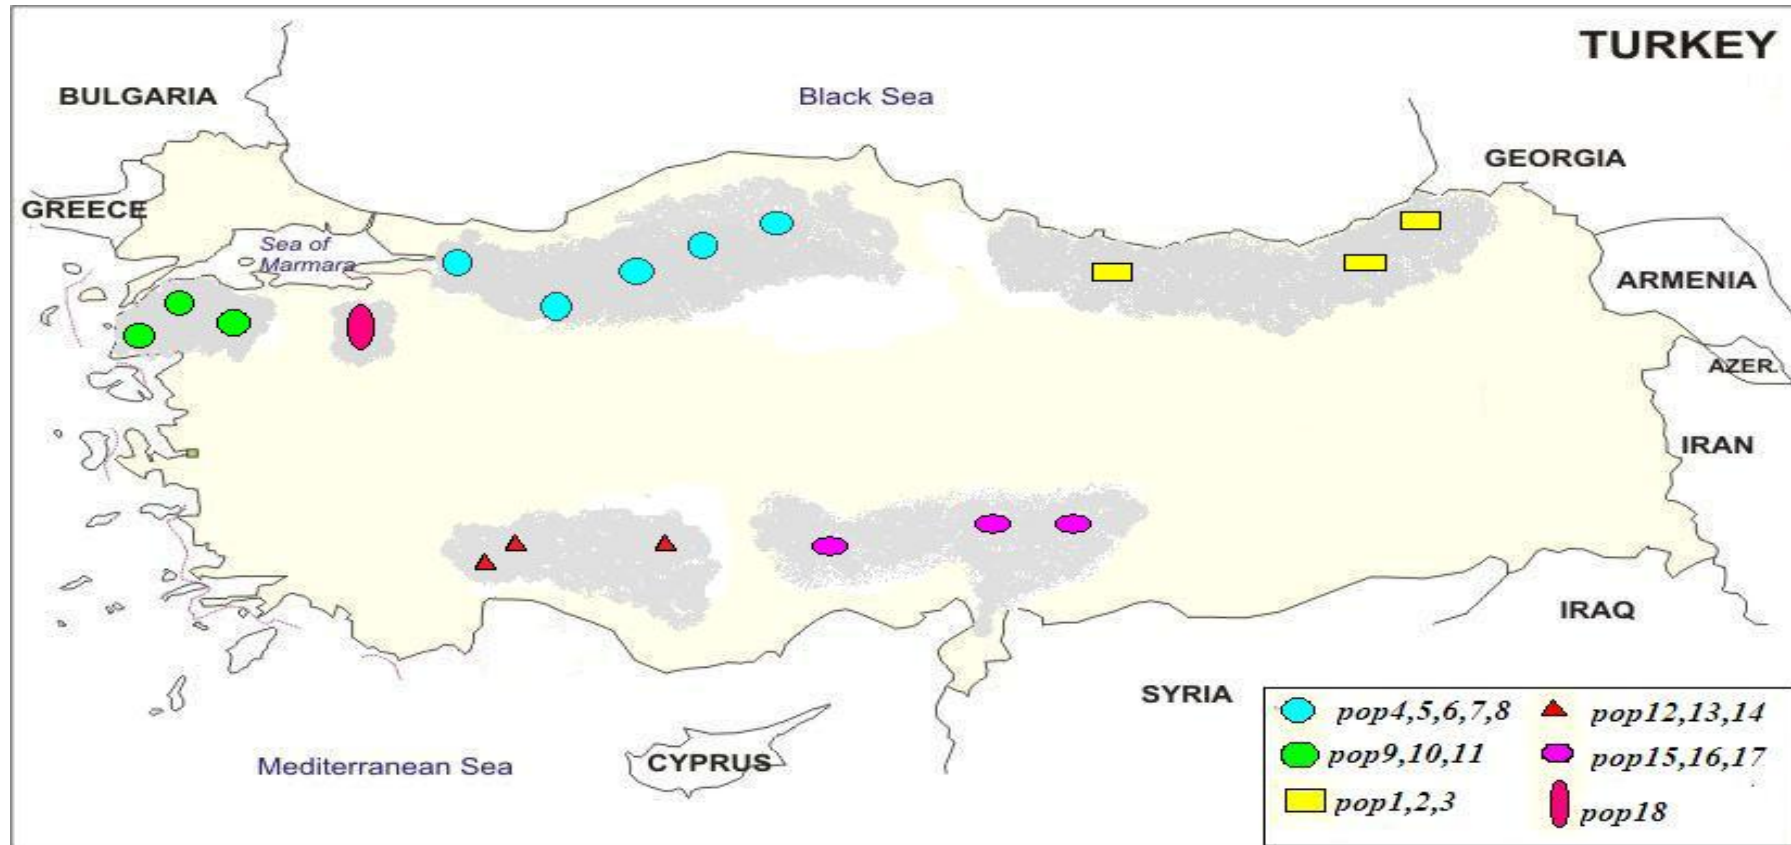 TURKEY
BULGARIA
Black Sea
GEORGIA
GREECE
Sea of
Marmara
ARMENIA
AZER.
IRAN
IRAQ
SYRIA
Mediterranean Sea
CYPRUS
pop4,5,6,7,8
pop12,13,14
pop9,10,11
pop15,16,17
pop1,2,3
pop18